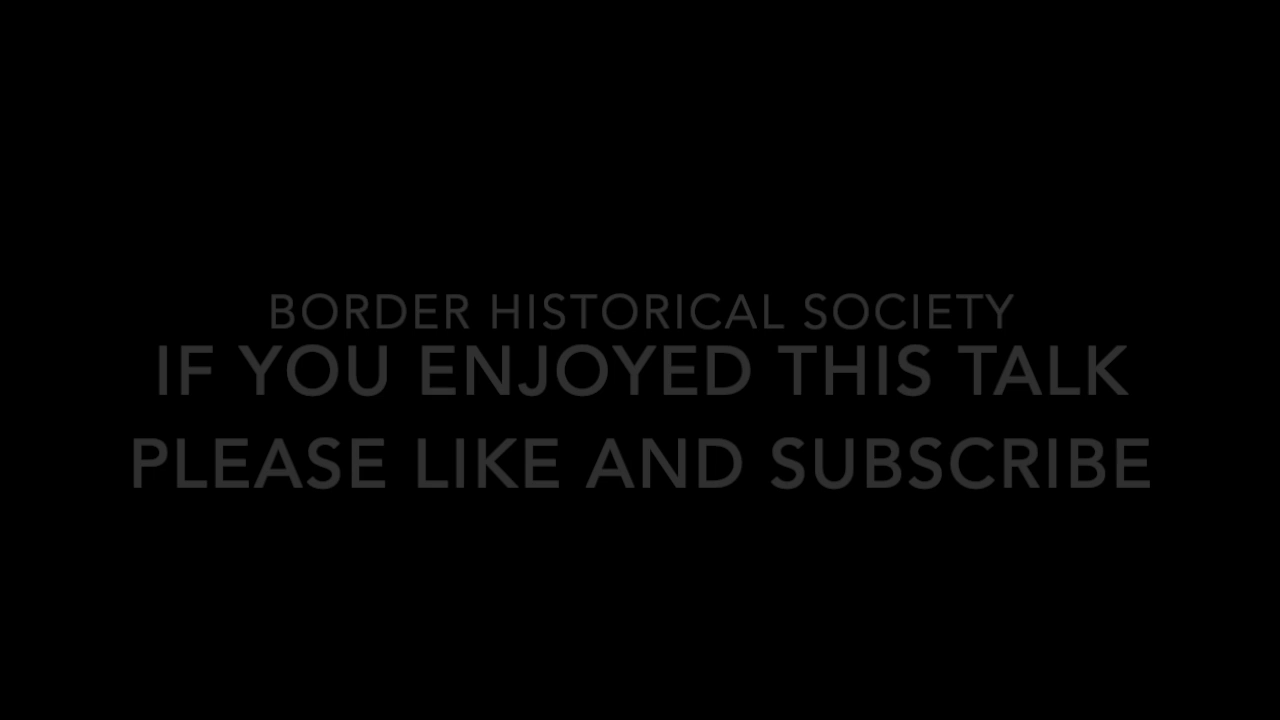 BORDER HISTORICAL SOCIETY
IF YOU ENJOYED THIS TALK
PLEASE LIKE AND SUBSCRIBE